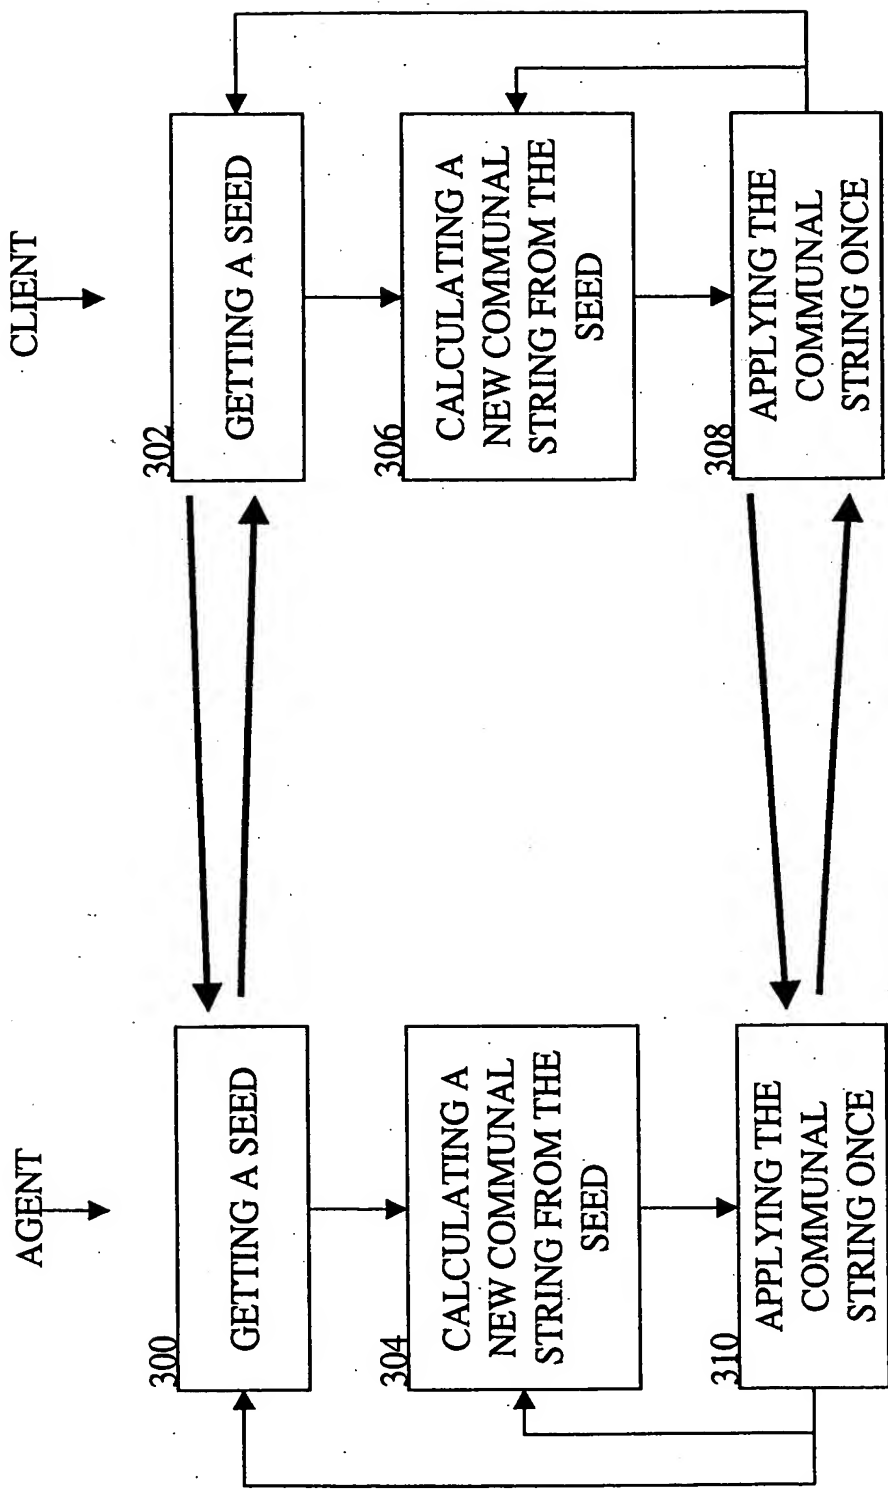 AGENT
300
GETTING A SEED
304
CALCULATING A
NEW COMMUNAL
STRING FROM THE
SEED
310
APPLYING THE
COMMUNAL
STRING ONCE
CLIENT
302
GETTING A SEED
306
CALCULATING A
NEW COMMUNAL
STRING FROM THE
SEED
308
APPLYING THE
COMMUNAL
STRING ONCE